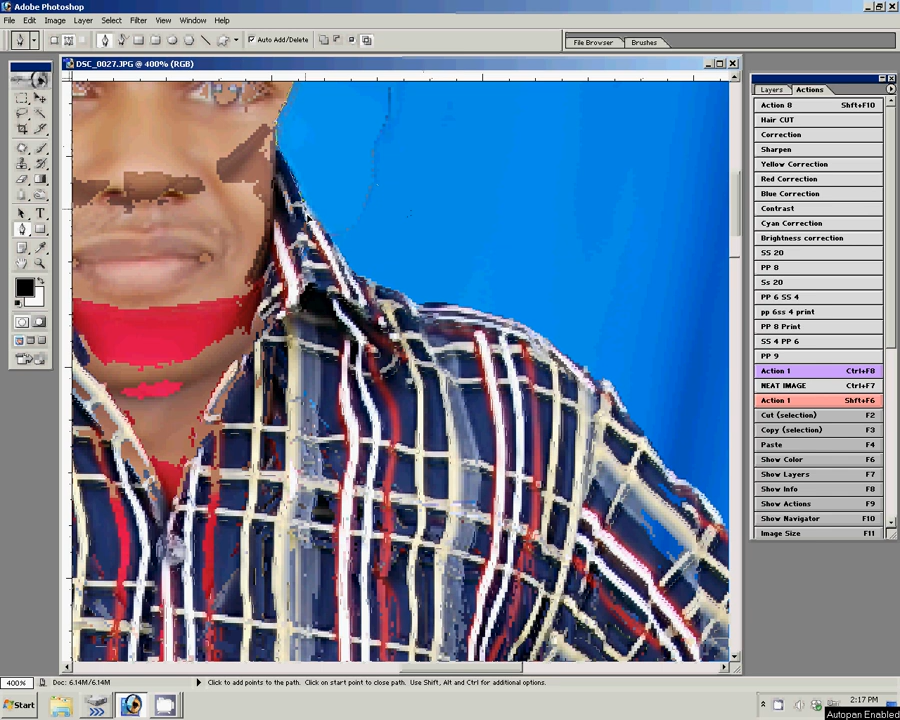 Adobe Photoshop
File Edit Image Layer Select Filter View Window Help
Auto Add/Delete
File Browser Brushes
DSC_0027.JPG @ 400% (RGB)
Layers Actions
Action 8 Shft+F10
Hair CUT
Correction
Sharpen
Yellow Correction
Red Correction
Blue Correction
Contrast
Cyan Correction
Brightness correction
SS 20
PP 8
Ss 20
PP 6 SS 4
pp 6ss 4 print
PP 8 Print
SS 4 PP 6
PP 9
Action 1 Ctrl+F8
NEAT IMAGE Ctrl+F7
Action 1 Shft+F6
Cut (selection) F2
Copy (selection) F3
Paste F4
Show Color F6
Show Layers F7
Show Info F8
Show Actions F9
Show Navigator F10
Image Size F11
400% Doc: 6.14M/6.14M Click to add points to the path. Click on start point to close path. Use Shift, Alt and Ctrl for additional options.
Start 2:17 PM
Autopan Enabled